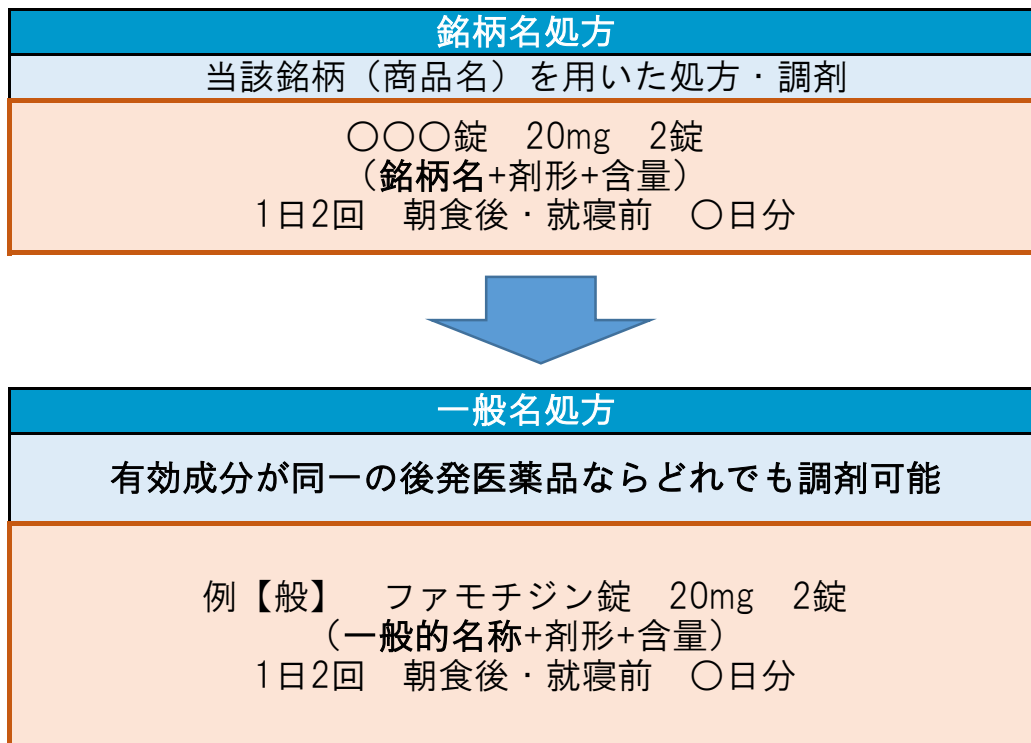 銘柄名処方
当該銘柄（商品名）を用いた処方・調剤
〇〇〇錠　20mg　2錠
（銘柄名+剤形+含量）
1日2回　朝食後・就寝前　〇日分
一般名処方
有効成分が同一の後発医薬品ならどれでも調剤可能
例【般】　ファモチジン錠　20mg　2錠
（一般的名称+剤形+含量）
1日2回　朝食後・就寝前　〇日分